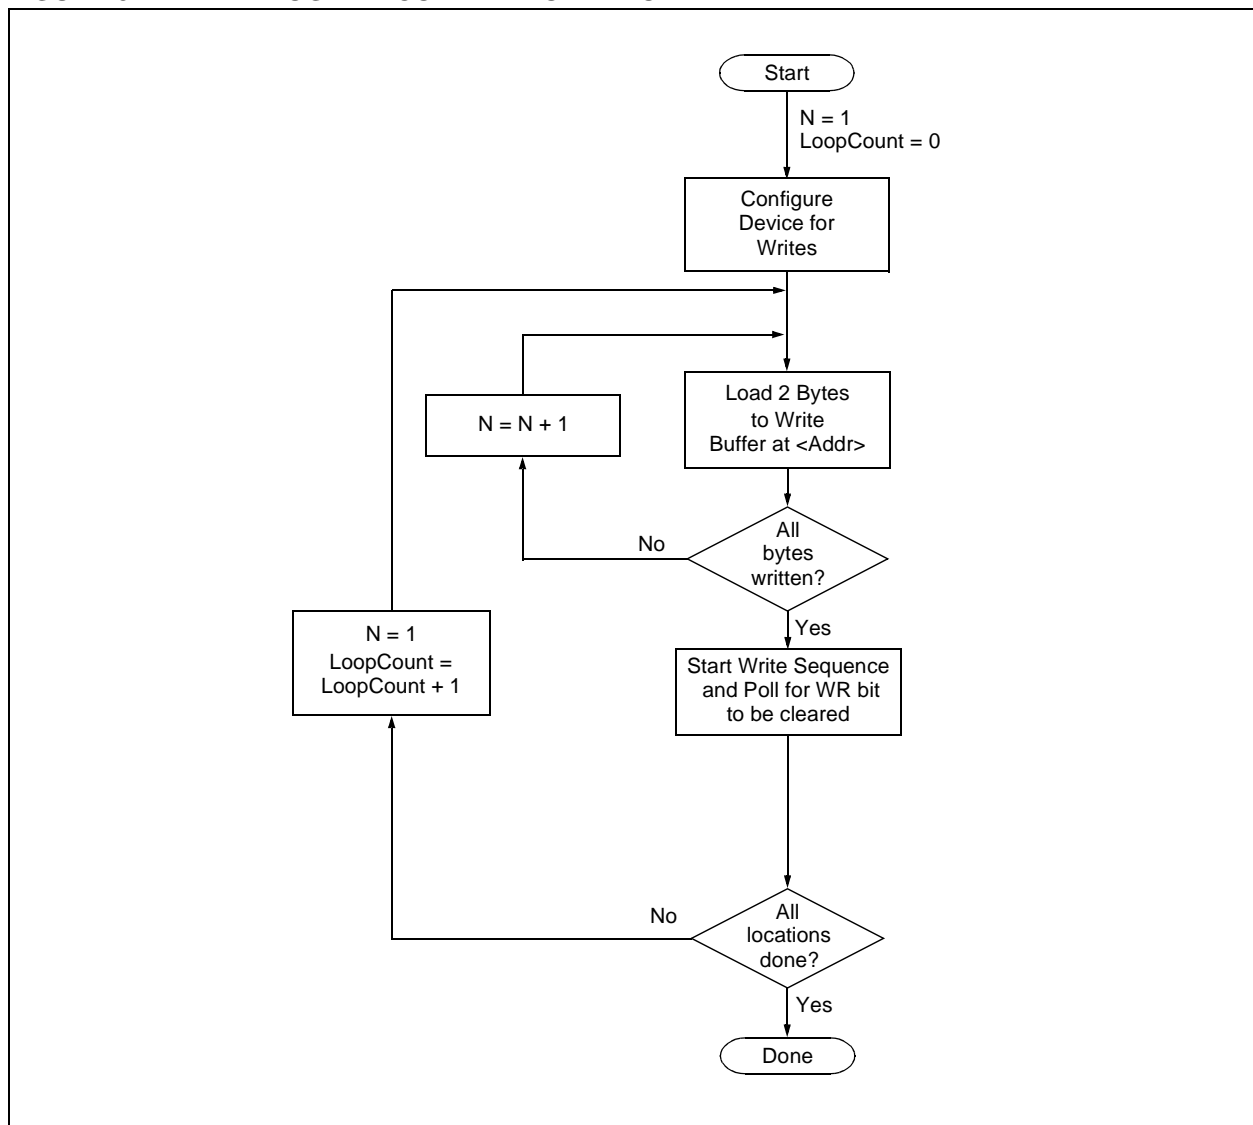 Start
N = 1
LoopCount = 0
Configure
Device for
Writes
Load 2 Bytes
to Write
Buffer at <Addr>
N = N + 1
All
bytes
written?
No
Yes
N = 1
LoopCount =
LoopCount + 1
Start Write Sequence
and Poll for WR bit
to be cleared
All
locations
done?
No
Yes
Done